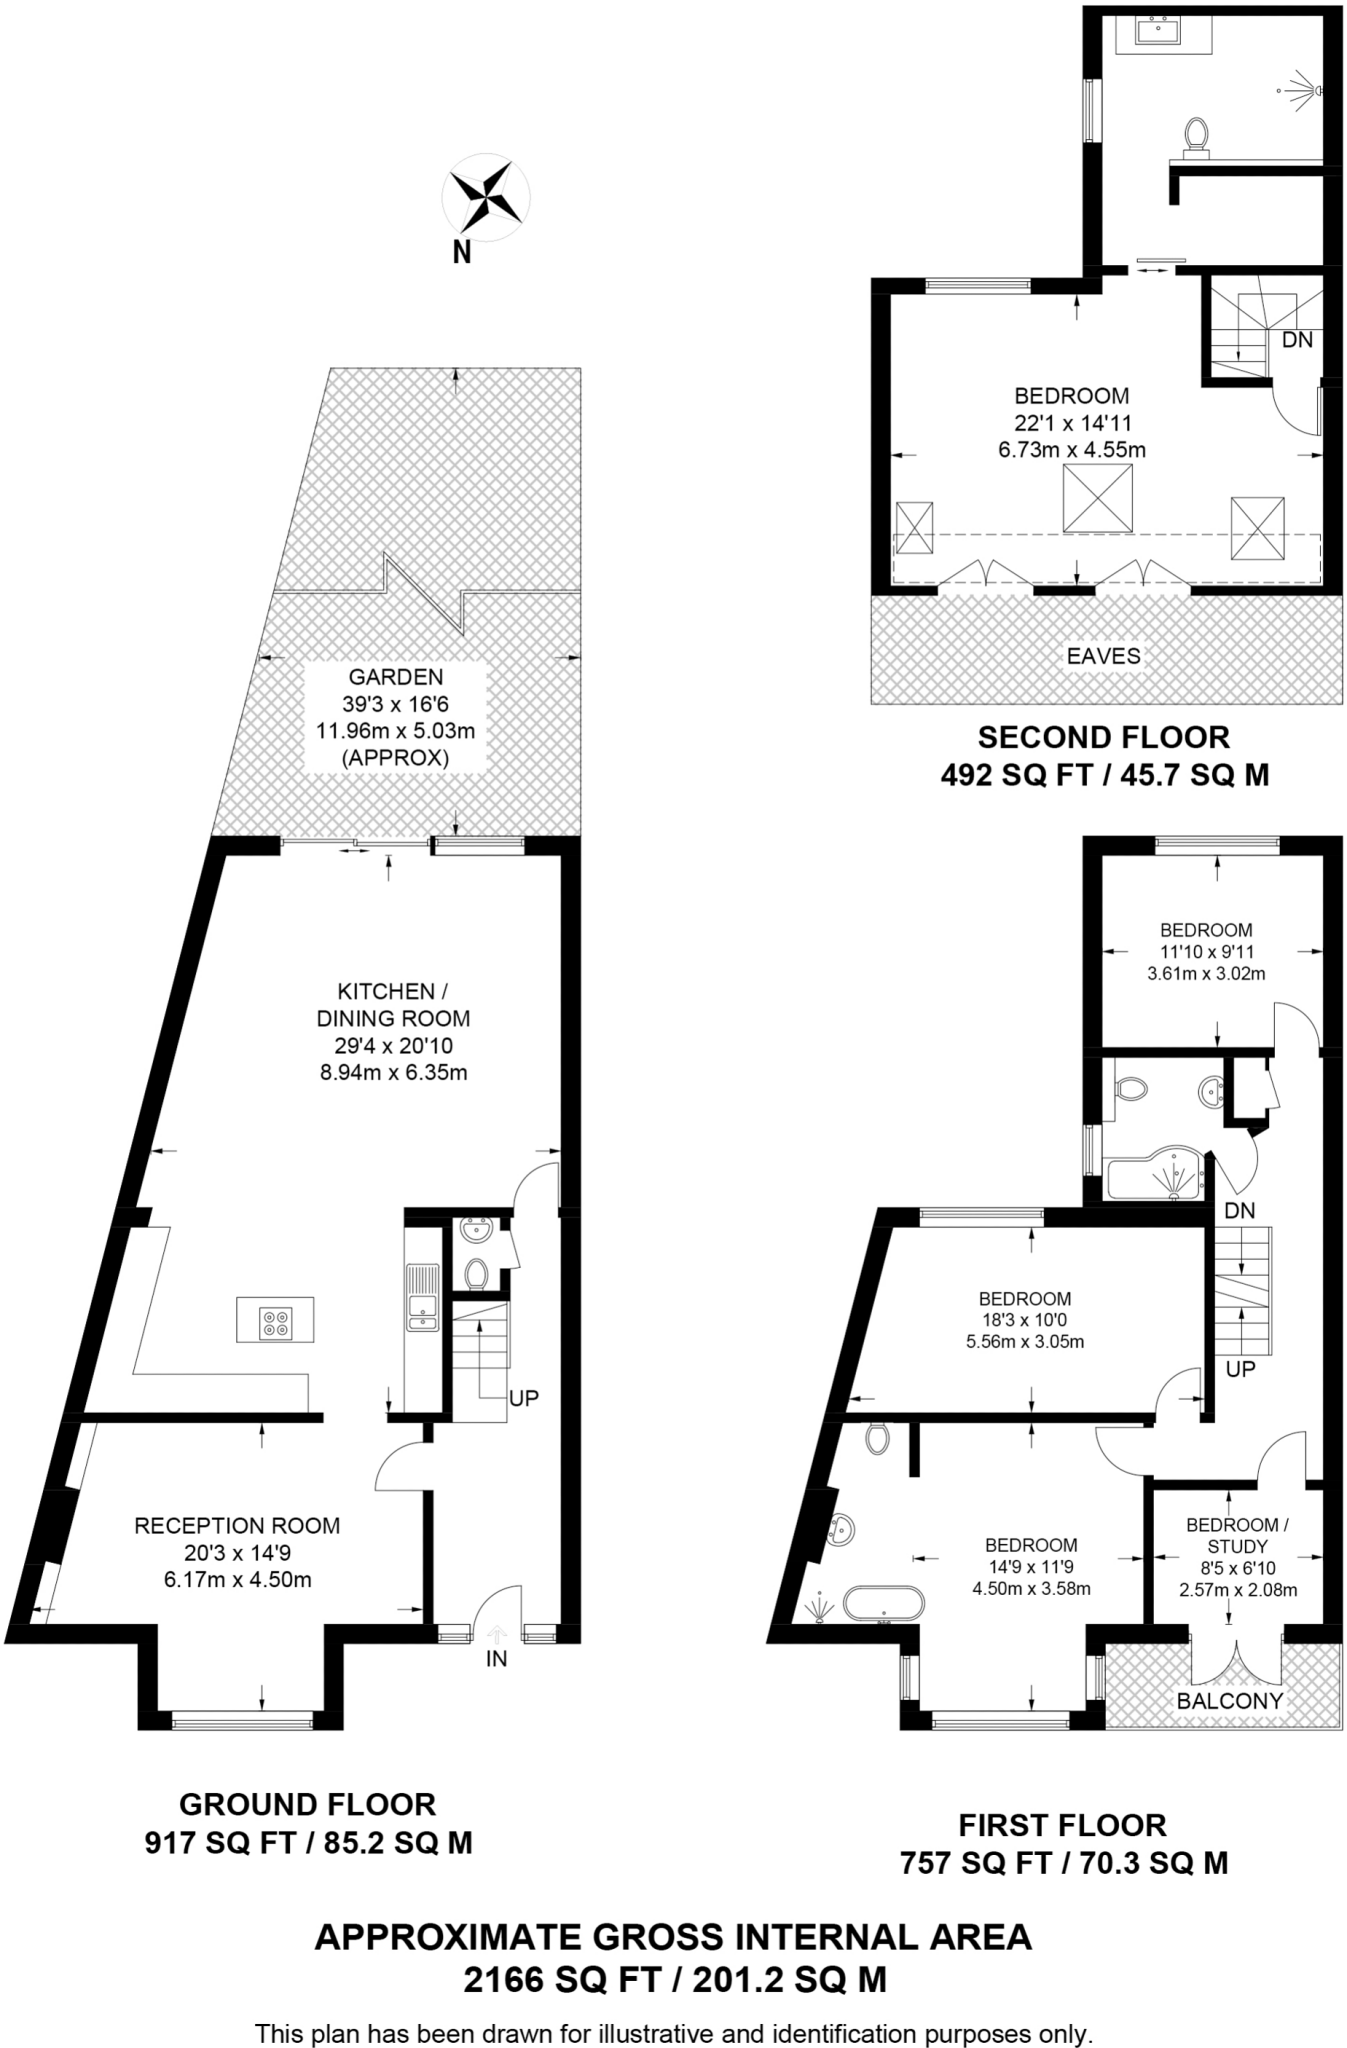 N
GARDEN
39'3 x 16'6
11.96m x 5.03m
(APPROX)
KITCHEN /
DINING ROOM
29'4 x 20'10
8.94m x 6.35m
UP
RECEPTION ROOM
20'3 x 14'9
6.17m x 4.50m
IN
GROUND FLOOR
917 SQ FT / 85.2 SQ M
DN
BEDROOM
22'1 x 14'11
6.73m x 4.55m
EAVES
SECOND FLOOR
492 SQ FT / 45.7 SQ M
BEDROOM
11'10 x 9'11
3.61m x 3.02m
DN
BEDROOM
18'3 x 10'0
5.56m x 3.05m
UP
BEDROOM
14'9 x 11'9
4.50m x 3.58m
BEDROOM /
STUDY
8'5 x 6'10
2.57m x 2.08m
BALCONY
FIRST FLOOR
757 SQ FT / 70.3 SQ M
APPROXIMATE GROSS INTERNAL AREA
2166 SQ FT / 201.2 SQ M
This plan has been drawn for illustrative and identification purposes only.